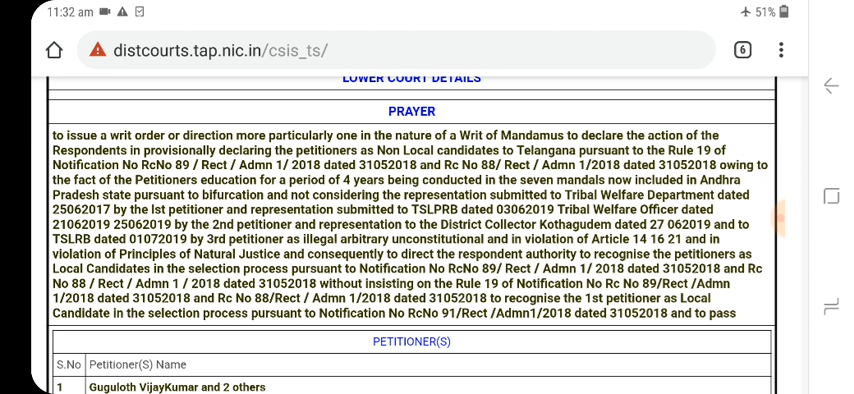 11:32 am
51%
distcourts.tap.nic.in/csis_ts/
6
LOWER COURT DETAILS
PRAYER
to issue a writ order or direction more particularly one in the nature of a Writ of Mandamus to declare the action of the
Respondents in provisionally declaring the petitioners as Non Local candidates to Telangana pursuant to the Rule 19 of
Notification No RcNo 89 / Rect / Admn 1/ 2018 dated 31052018 and Rc No 88/ Rect / Admn 1/2018 dated 31052018 owing to
the fact of the Petitioners education for a period of 4 years being conducted in the seven mandals now included in Andhra
Pradesh state pursuant to bifurcation and not considering the representation submitted to Tribal Welfare Department dated
25062017 by the Ist petitioner and representation submitted to TSLPRB dated 03062019 Tribal Welfare Officer dated
21062019 25062019 by the 2nd petitioner and representation to the District Collector Kothagudem dated 27 062019 and to
TSLRB dated 01072019 by 3rd petitioner as illegal arbitrary unconstitutional and in violation of Article 14 16 21 and in
violation of Principles of Natural Justice and consequently to direct the respondent authority to recognise the petitioners as
Local Candidates in the selection process pursuant to Notification No RcNo 89/ Rect / Admn 1/ 2018 dated 31052018 and Rc
No 88 / Rect / Admn 1 / 2018 dated 31052018 without insisting on the Rule 19 of Notification No Rc No 89/Rect /Admn
1/2018 dated 31052018 and Rc No 88/Rect / Admn 1/2018 dated 31052018 to recognise the 1st petitioner as Local
Candidate in the selection process pursuant to Notification No RcNo 91/Rect /Admn1/2018 dated 31052018 and to pass
PETITIONER(S)
S.No Petitioner(S) Name
1 Guguloth VijayKumar and 2 others